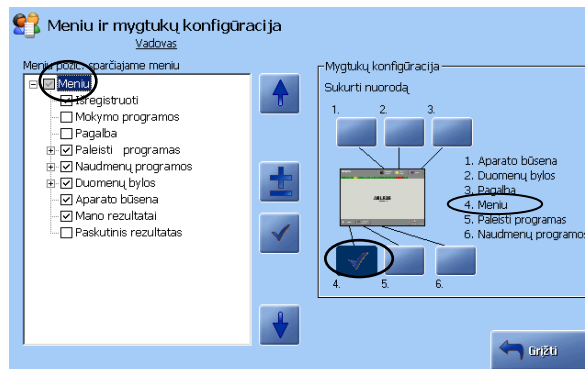 Meniu ir mygtukų konfigūracija
Vadovas
Meniu pozic. sparčiajame meniu
Meniu
Išregistruoti
Mokymo programos
Pagalba
Paleisti programas
Naudmenų programos
Duomenų bylos
Aparato būsena
Mano rezultatai
Paskutinis rezultatas
Mygtukų konfigūracija
Sukurti nuorodą
1. 2. 3.
1. Aparato būsena
2. Duomenų bylos
3. Pagalba
4. Meniu
5. Paleisti programas
6. Naudmenų programos
4. 5. 6.
Grįžti